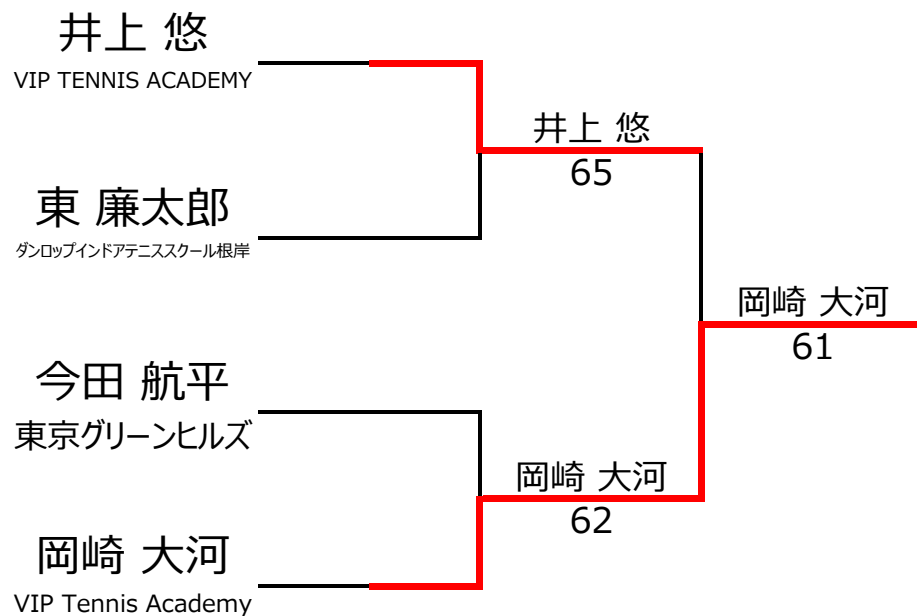 井上 悠
VIP TENNIS ACADEMY
井上 悠
65
東 廉太郎
ダンロップインドアテニススクール根岸
岡崎 大河
61
今田 航平
東京グリーンヒルズ
岡崎 大河
62
岡崎 大河
VIP Tennis Academy